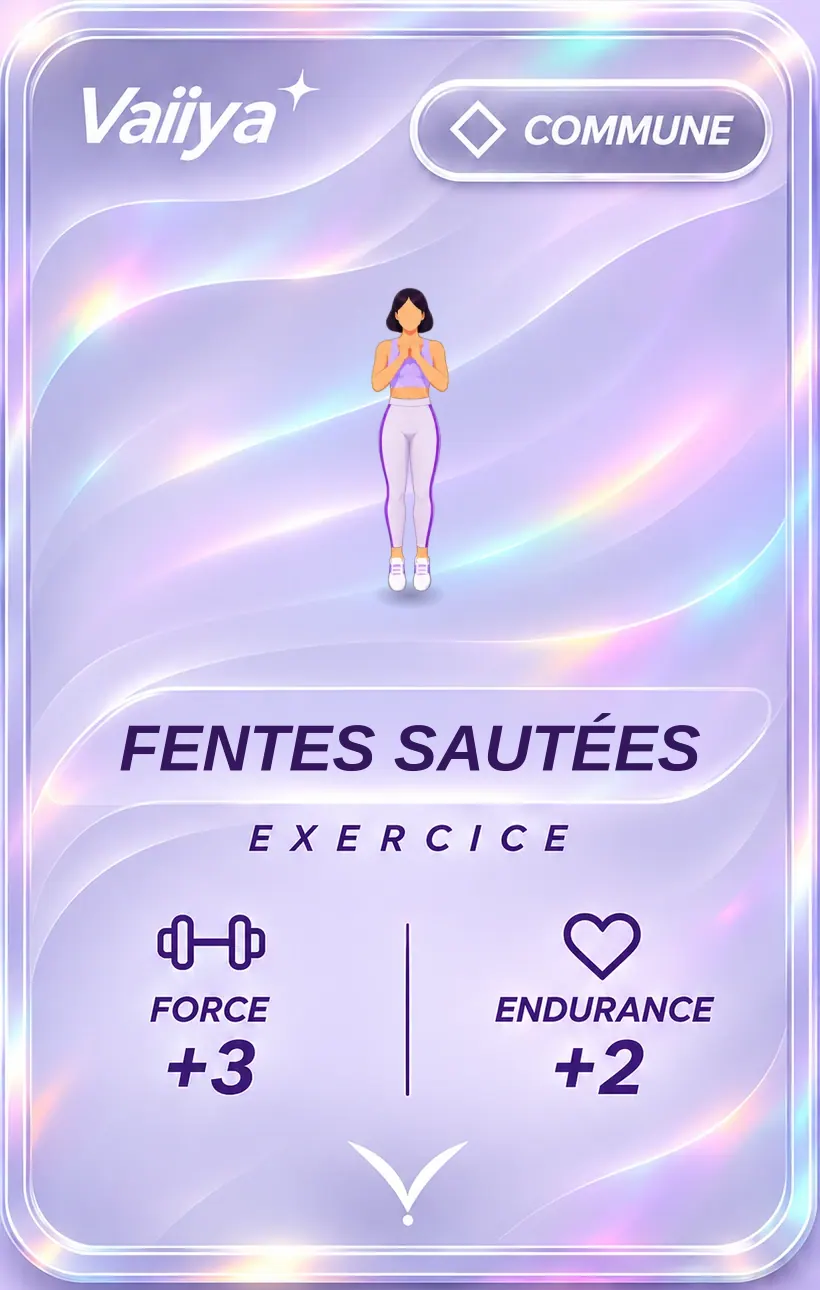 Vaiiya
COMMUNE
FENTES SAUTÉES
EXERCICE
FORCE
+3
ENDURANCE
+2